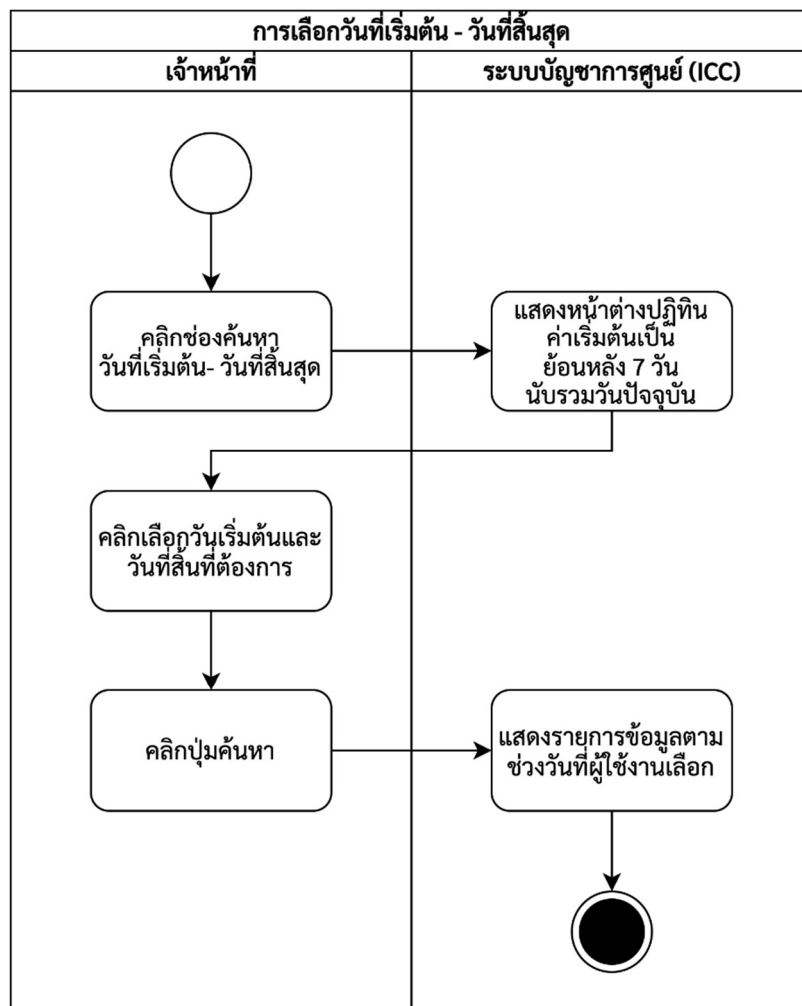 การเลือกวันที่เริ่มต้น - วันที่สิ้นสุด
เจ้าหน้าที่
ระบบบัญชาการศูนย์ (ICC)
คลิกช่องค้นหา
วันที่เริ่มต้น- วันที่สิ้นสุด
แสดงหน้าต่างปฏิทิน
ค่าเริ่มต้นเป็น
ย้อนหลัง 7 วัน
นับรวมวันปัจจุบัน
คลิกเลือกวันเริ่มต้นและ
วันที่สิ้นที่ต้องการ
คลิกปุ่มค้นหา
แสดงรายการข้อมูลตาม
ช่วงวันที่ผู้ใช้งานเลือก